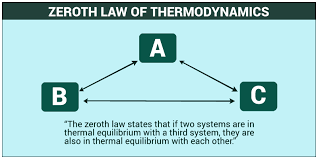 ZEROTH LAW OF THERMODYNAMICS
A
B
C
"The zeroth law states that if two systems are in
thermal equilibrium with a third system, they are
also in thermal equilibrium with each other."